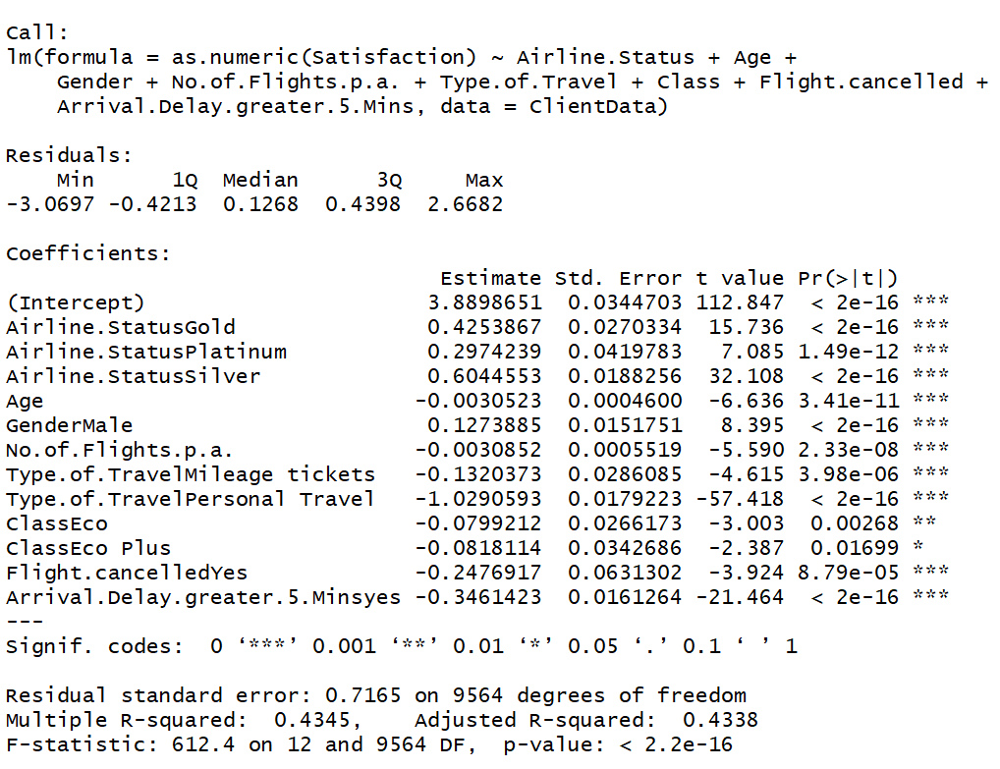 Call:
lm(formula = as.numeric(Satisfaction) ~ Airline.Status + Age +
    Gender + No.of.Flights.p.a. + Type.of.Travel + Class + Flight.cancelled +
    Arrival.Delay.greater.5.Mins, data = ClientData)

Residuals:
    Min      1Q  Median      3Q     Max
-3.0697 -0.4213  0.1268  0.4398  2.6682

Coefficients:
                                  Estimate Std. Error t value Pr(>|t|)
(Intercept)                      3.8898651  0.0344703 112.847  < 2e-16 ***
Airline.StatusGold               0.4253867  0.0270334  15.736  < 2e-16 ***
Airline.StatusPlatinum           0.2974239  0.0419783   7.085 1.49e-12 ***
Airline.StatusSilver             0.6044553  0.0188256  32.108  < 2e-16 ***
Age                             -0.0030523  0.0004600  -6.636 3.41e-11 ***
GenderMale                       0.1273885  0.0151751   8.395  < 2e-16 ***
No.of.Flights.p.a.              -0.0030852  0.0005519  -5.590 2.33e-08 ***
Type.of.TravelMileage tickets   -0.1320373  0.0286085  -4.615 3.98e-06 ***
Type.of.TravelPersonal Travel   -1.0290593  0.0179223 -57.418  < 2e-16 ***
ClassEco                        -0.0799212  0.0266173  -3.003  0.00268 **
ClassEco Plus                   -0.0818114  0.0342686  -2.387  0.01699 *
Flight.cancelledYes             -0.2476917  0.0631302  -3.924 8.79e-05 ***
Arrival.Delay.greater.5.Minsyes -0.3461423  0.0161264 -21.464  < 2e-16 ***
---
Signif. codes:  0 ‘***’ 0.001 ‘**’ 0.01 ‘*’ 0.05 ‘.’ 0.1 ‘ ’ 1

Residual standard error: 0.7165 on 9564 degrees of freedom
Multiple R-squared:  0.4345,    Adjusted R-squared:  0.4338
F-statistic: 612.4 on 12 and 9564 DF,  p-value: < 2.2e-16